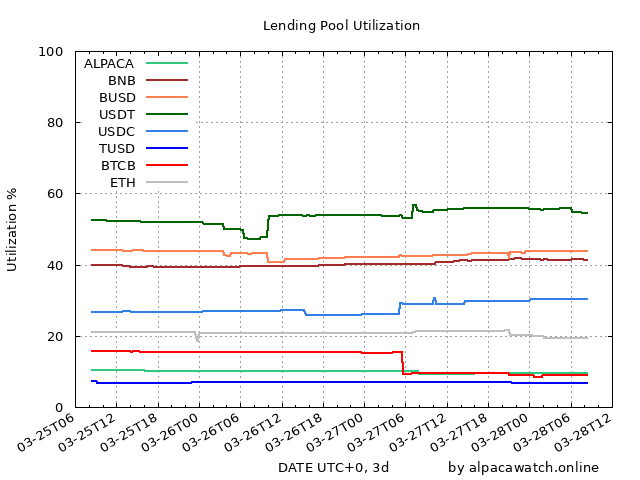 Lending Pool Utilization
Utilization %
100
80
60
40
20
0
ALPACA
BNB
BUSD
USDT
USDC
TUSD
BTCB
ETH
03-25T06
03-25T12
03-25T18
03-26T00
03-26T06
03-26T12
03-26T18
03-27T00
03-27T06
03-27T12
03-27T18
03-28T00
03-28T06
03-28T12
DATE UTC+0, 3d
by alpacawatch.online